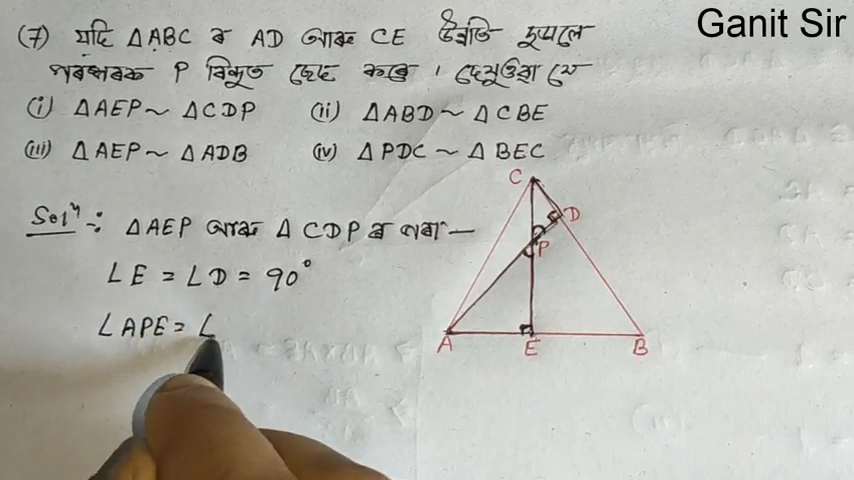 Ganit Sir
(7) যদি ΔABC ৰ AD আৰু CE উন্নতি দুডালে
পৰস্পৰক P বিন্দুত ছেদ কৰে। দেখুওৱা যে
(i) ΔAEP ~ ΔCDP (ii) ΔABD ~ ΔCBE
(iii) ΔAEP ~ ΔADB (iv) ΔPDC ~ ΔBEC
Solⁿ :- ΔAEP আৰু ΔCDP ৰ পৰা —
∠E = ∠D = 90°
∠APE = ∠
C
D
P
A
E
B